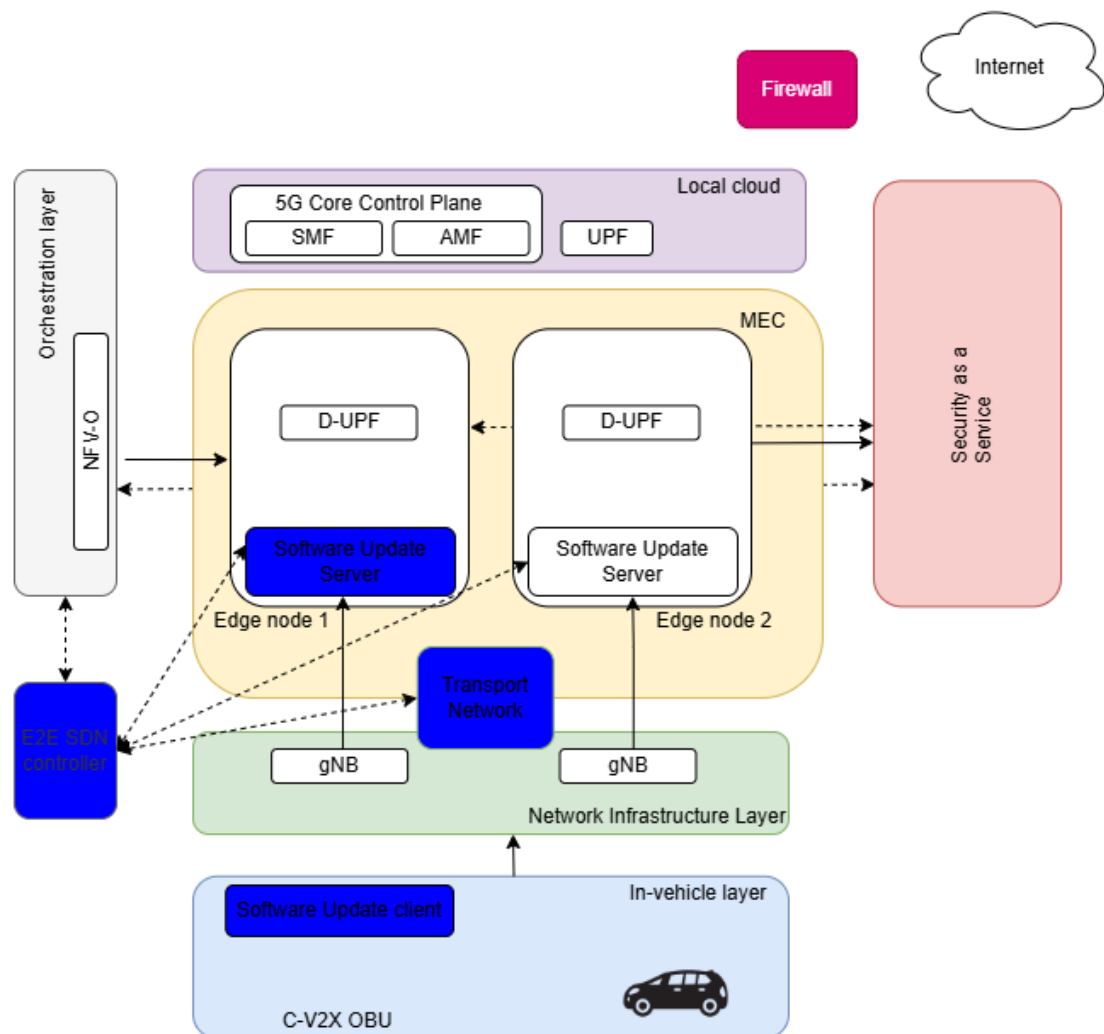 Internet
Firewall
Orchestration layer
NFV-O
Local cloud
5G Core Control Plane
SMF
AMF
UPF
MEC
D-UPF
D-UPF
Software Update
Server
Software Update
Server
Edge node 1
Edge node 2
Security as a
Service
E2E SDN
controller
Transport
Network
gNB
gNB
Network Infrastructure Layer
In-vehicle layer
Software Update client
C-V2X OBU